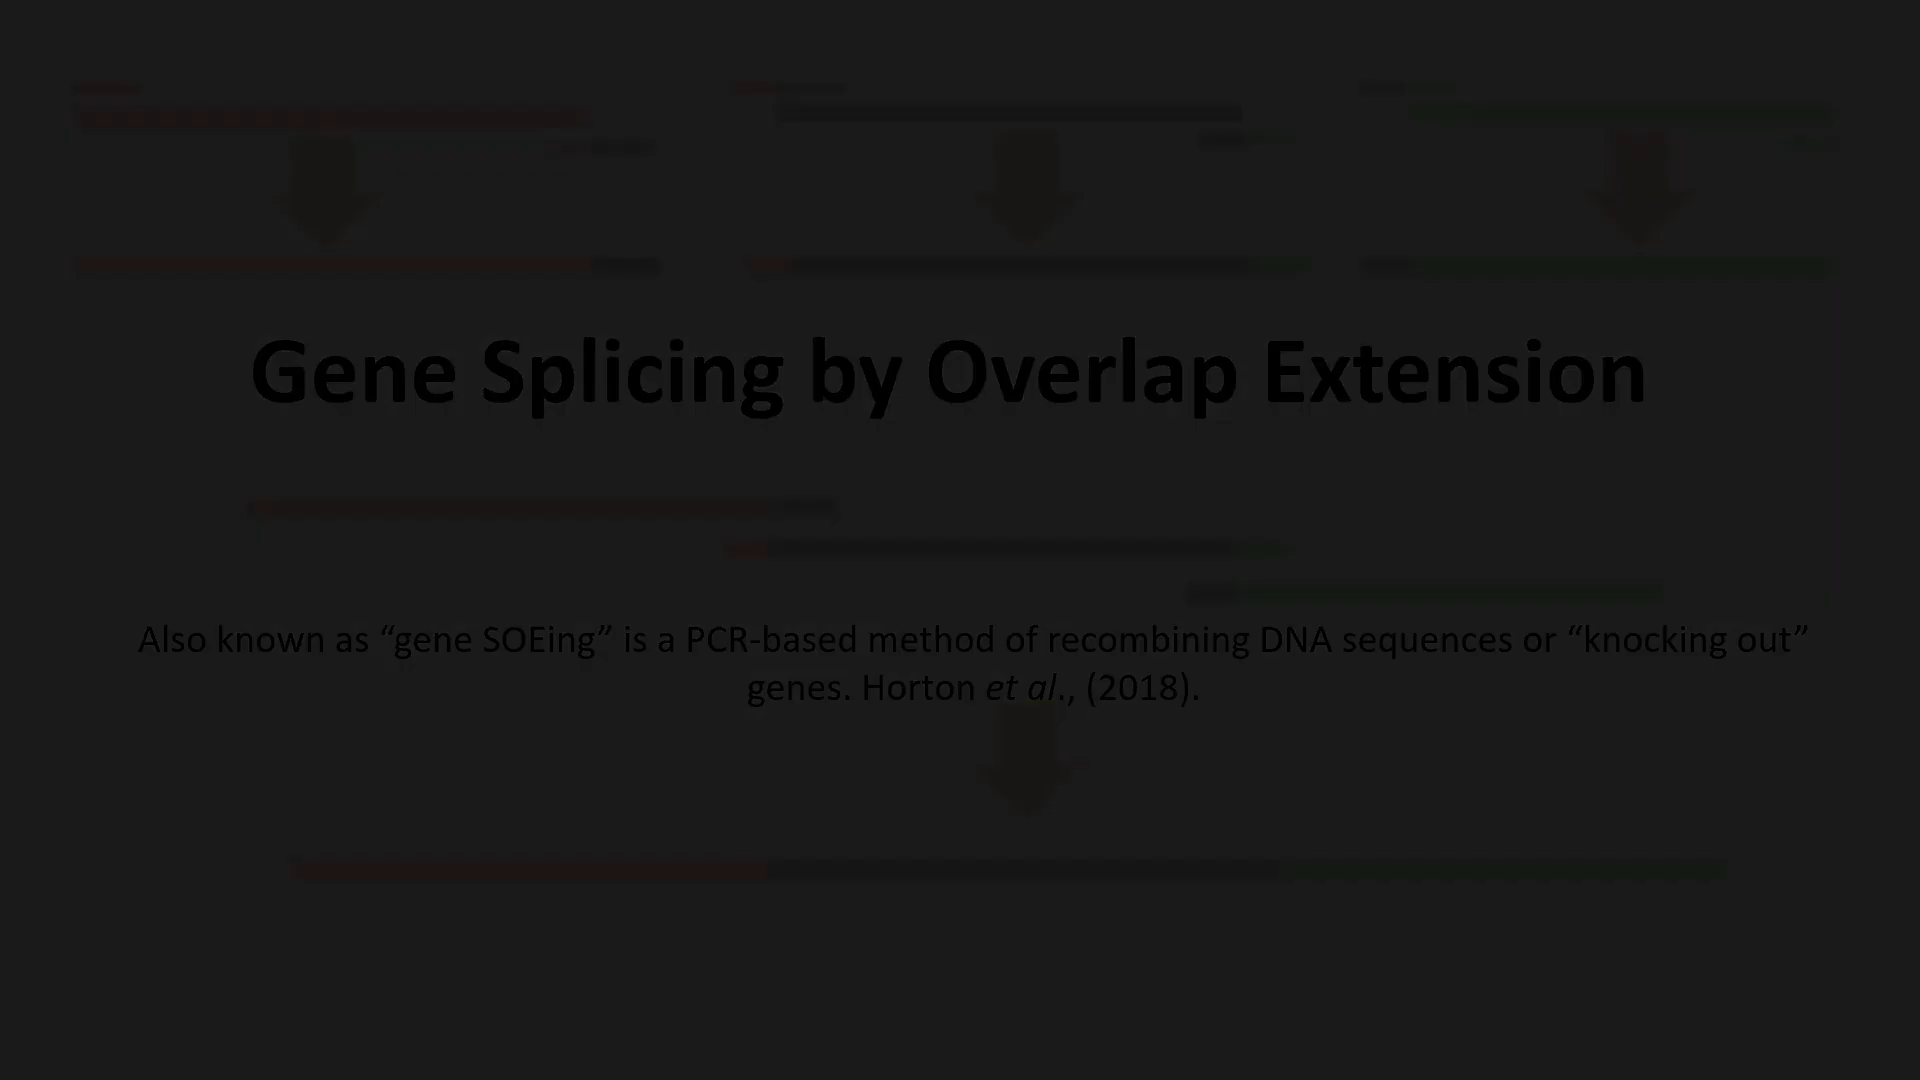 Gene Splicing by Overlap Extension
Also known as “gene SOEing” is a PCR-based method of recombining DNA sequences or “knocking out”
genes. Horton et al., (2018).